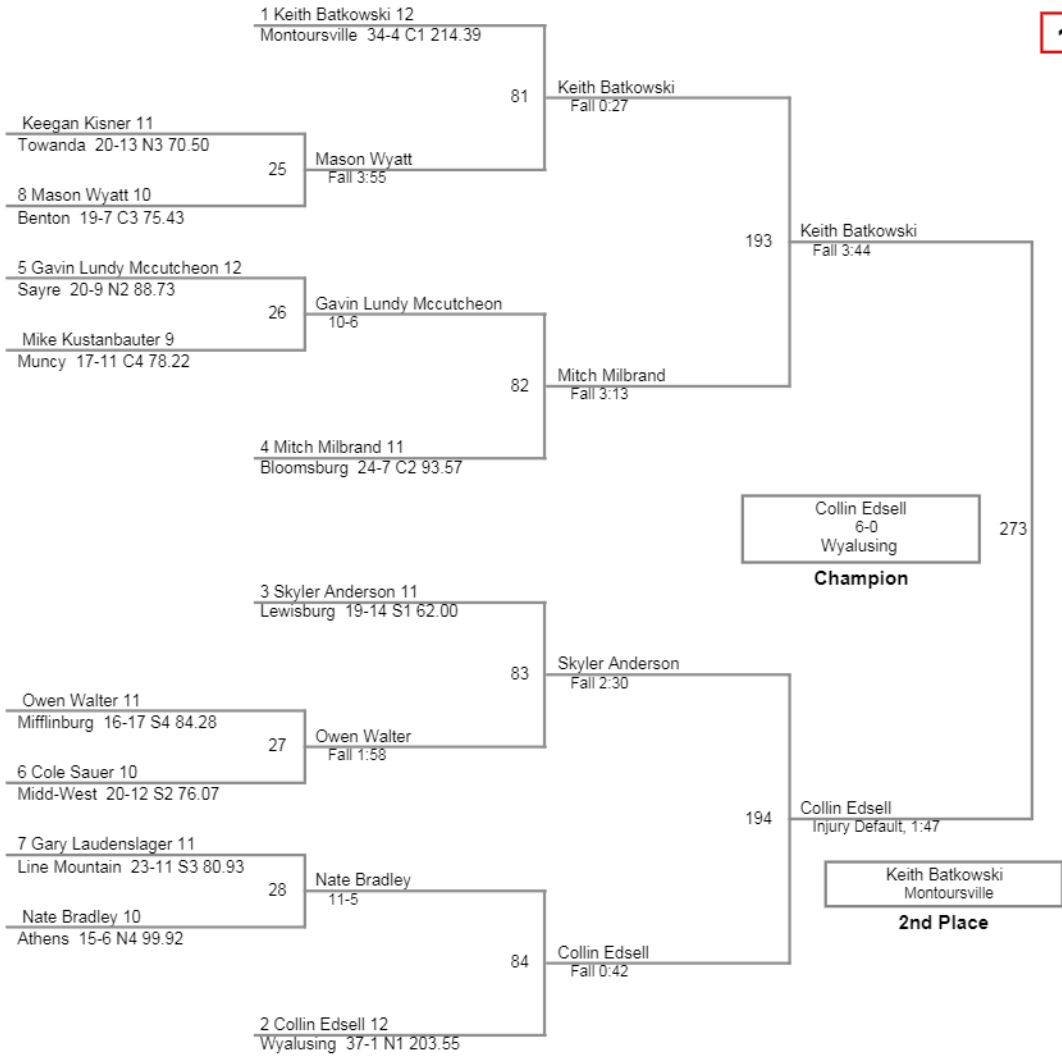 1 Keith Batkowski 12
Montoursville 34-4 C1 214.39
81
Keith Batkowski
Fall 0:27
Keegan Kisner 11
Towanda 20-13 N3 70.50
25
Mason Wyatt
Fall 3:55
8 Mason Wyatt 10
Benton 19-7 C3 75.43
193
Keith Batkowski
Fall 3:44
5 Gavin Lundy Mccutcheon 12
Sayre 20-9 N2 88.73
26
Gavin Lundy Mccutcheon
10-6
Mike Kustanbauter 9
Muncy 17-11 C4 78.22
82
Mitch Milbrand
Fall 3:13
4 Mitch Milbrand 11
Bloomsburg 24-7 C2 93.57
Collin Edsell
6-0
Wyalusing
273
Champion
3 Skyler Anderson 11
Lewisburg 19-14 S1 62.00
83
Skyler Anderson
Fall 2:30
Owen Walter 11
Mifflinburg 16-17 S4 84.28
27
Owen Walter
Fall 1:58
6 Cole Sauer 10
Midd-West 20-12 S2 76.07
194
Collin Edsell
Injury Default, 1:47
7 Gary Laudenslager 11
Line Mountain 23-11 S3 80.93
28
Nate Bradley
11-5
Keith Batkowski
Montoursville
2nd Place
Nate Bradley 10
Athens 15-6 N4 99.92
84
Collin Edsell
Fall 0:42
2 Collin Edsell 12
Wyalusing 37-1 N1 203.55